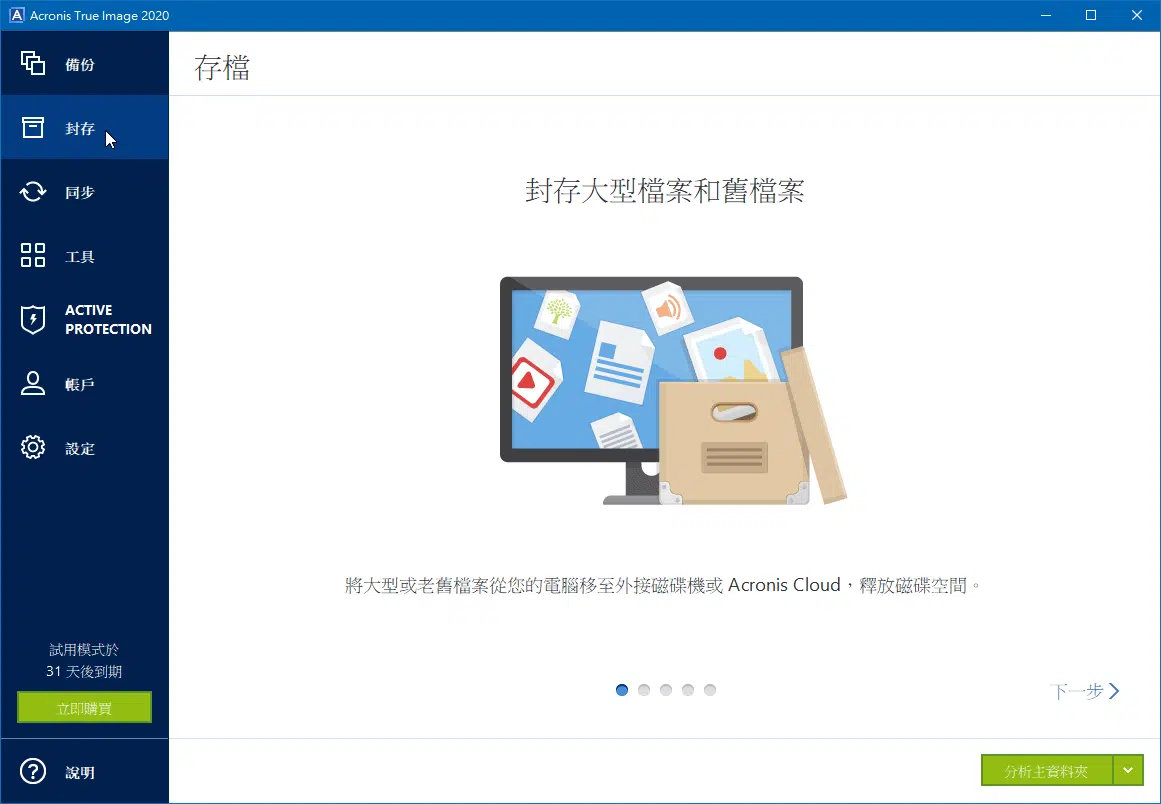 Acronis True Image 2020
備份
封存
同步
工具
ACTIVE
PROTECTION
帳戶
設定
試用模式於
31 天後到期
立即購買
說明
存檔
封存大型檔案和舊檔案
將大型或老舊檔案從您的電腦移至外接磁碟機或 Acronis Cloud，釋放磁碟空間。
下一步
分析主資料夾